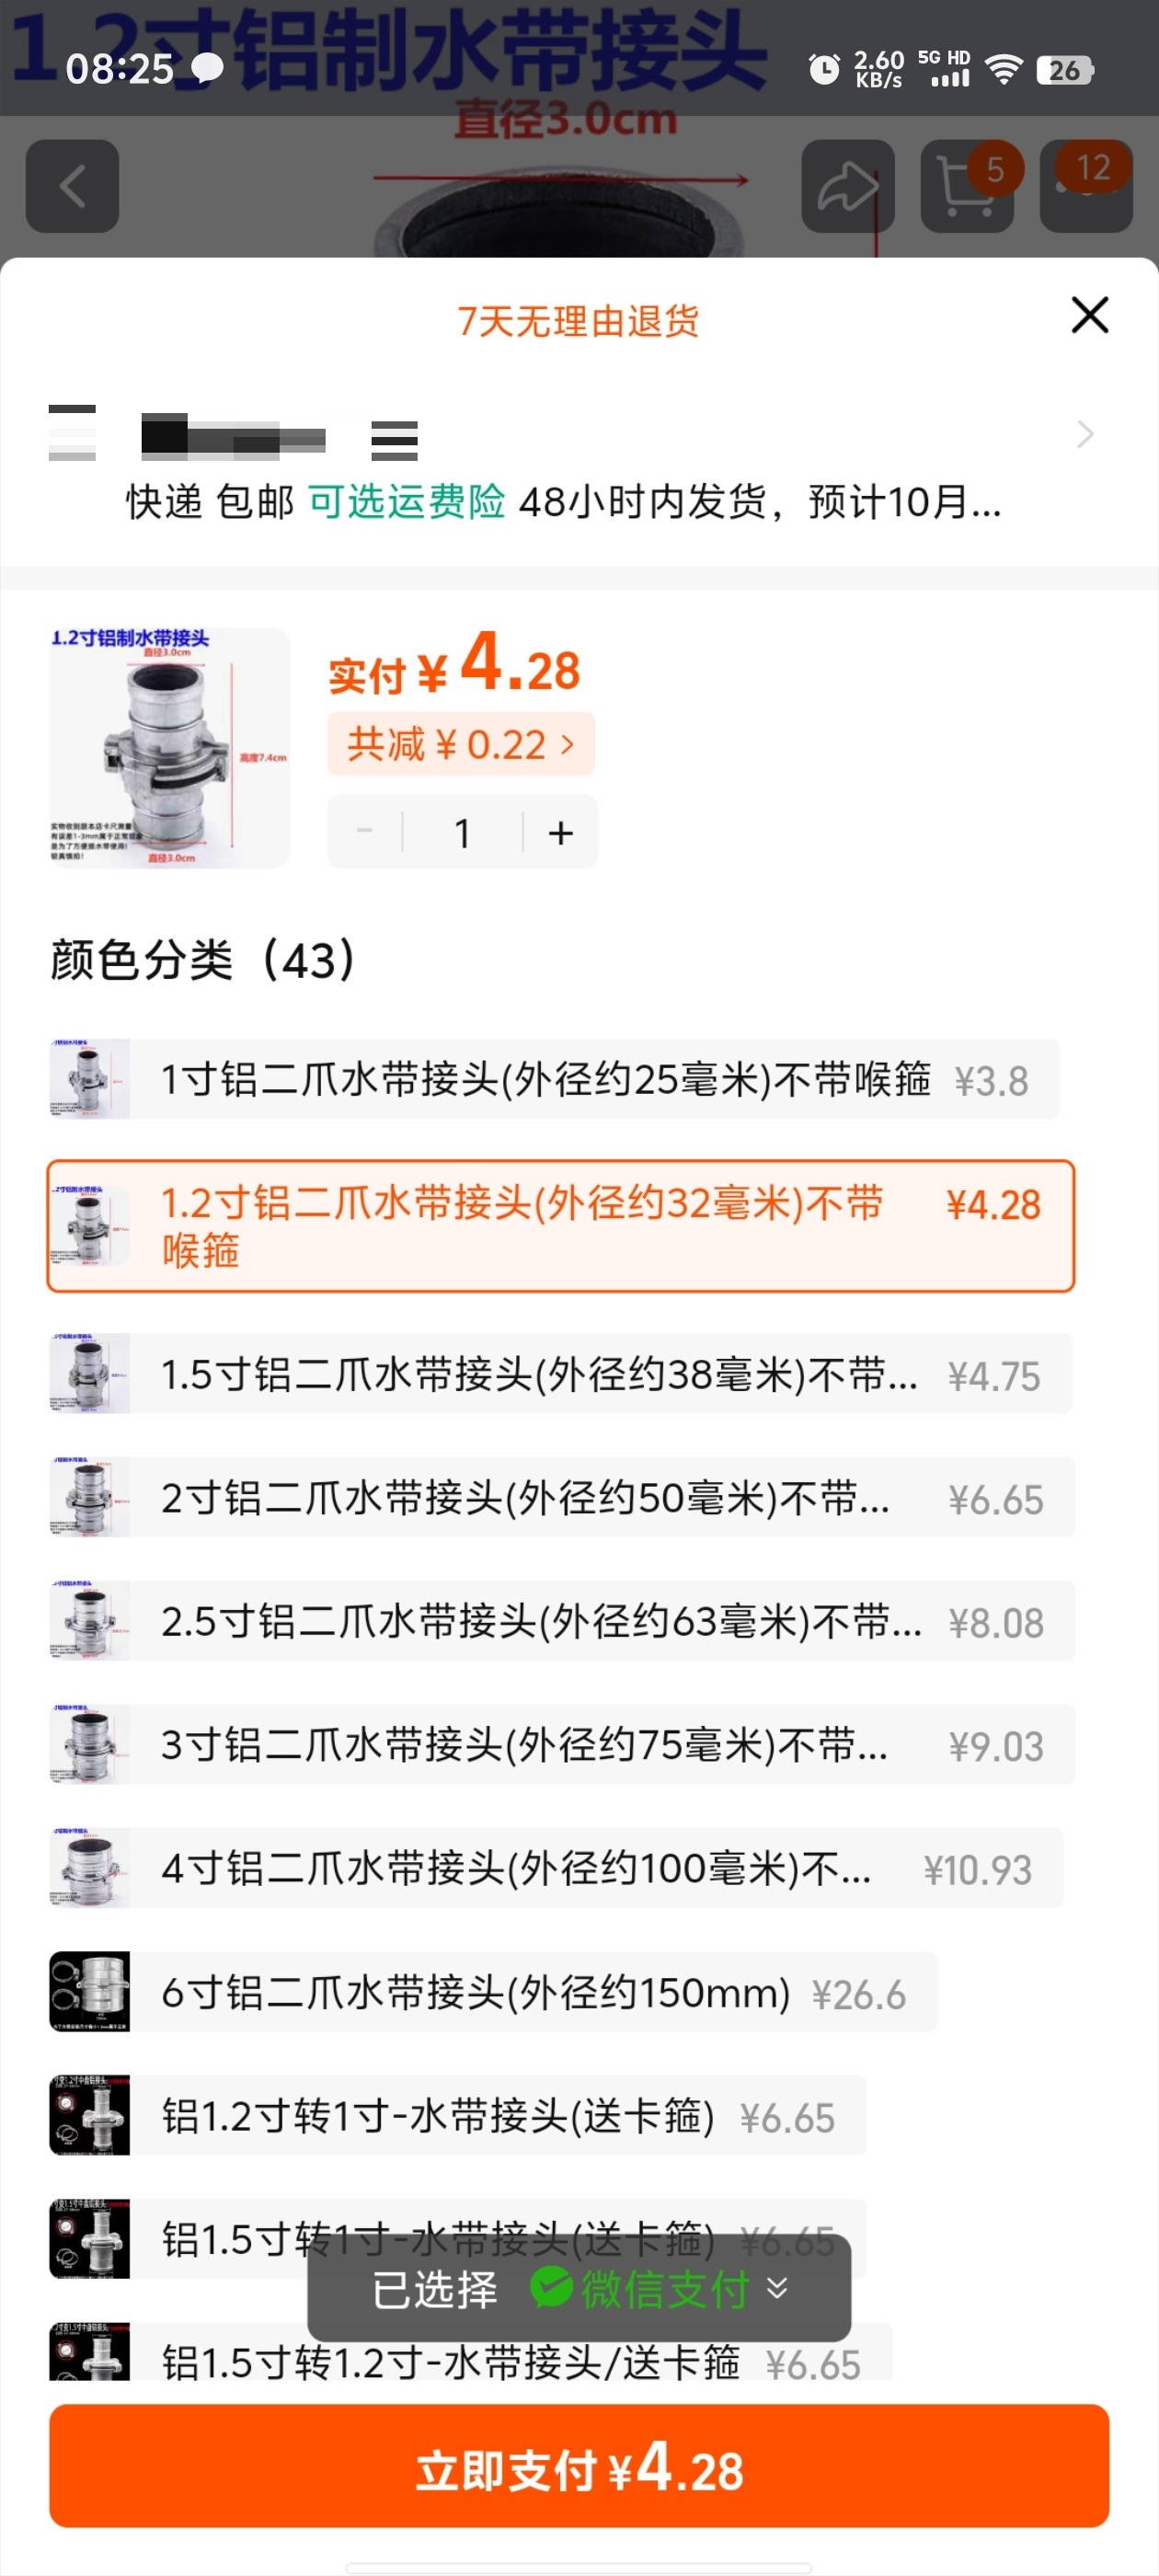 1.2寸铝制水带接头
08:25
2.60
KB/s
5G HD
26
直径3.0cm
5
12
7天无理由退货
快递 包邮 可选运费险 48小时内发货，预计10月...
1.2寸铝制水带接头
直径3.0cm
高度7.4cm
直径3.0cm
实付 ¥ 4.28
共减 ¥ 0.22 >
− 1 +
颜色分类（43）
1寸铝二爪水带接头(外径约25毫米)不带喉箍 ¥3.8
1.2寸铝二爪水带接头(外径约32毫米)不带 ¥4.28
喉箍
1.5寸铝二爪水带接头(外径约38毫米)不带... ¥4.75
2寸铝二爪水带接头(外径约50毫米)不带... ¥6.65
2.5寸铝二爪水带接头(外径约63毫米)不带... ¥8.08
3寸铝二爪水带接头(外径约75毫米)不带... ¥9.03
4寸铝二爪水带接头(外径约100毫米)不... ¥10.93
6寸铝二爪水带接头(外径约150mm) ¥26.6
铝1.2寸转1寸-水带接头(送卡箍) ¥6.65
铝1.5寸转1寸-水带接头(送卡箍) ¥6.65
已选择 微信支付
铝1.5寸转1.2寸-水带接头/送卡箍 ¥6.65
立即支付 ¥4.28